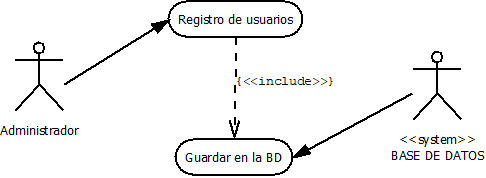 Registro de usuarios
{<<include>>}
Administrador
Guardar en la BD
<<system>>
BASE DE DATOS